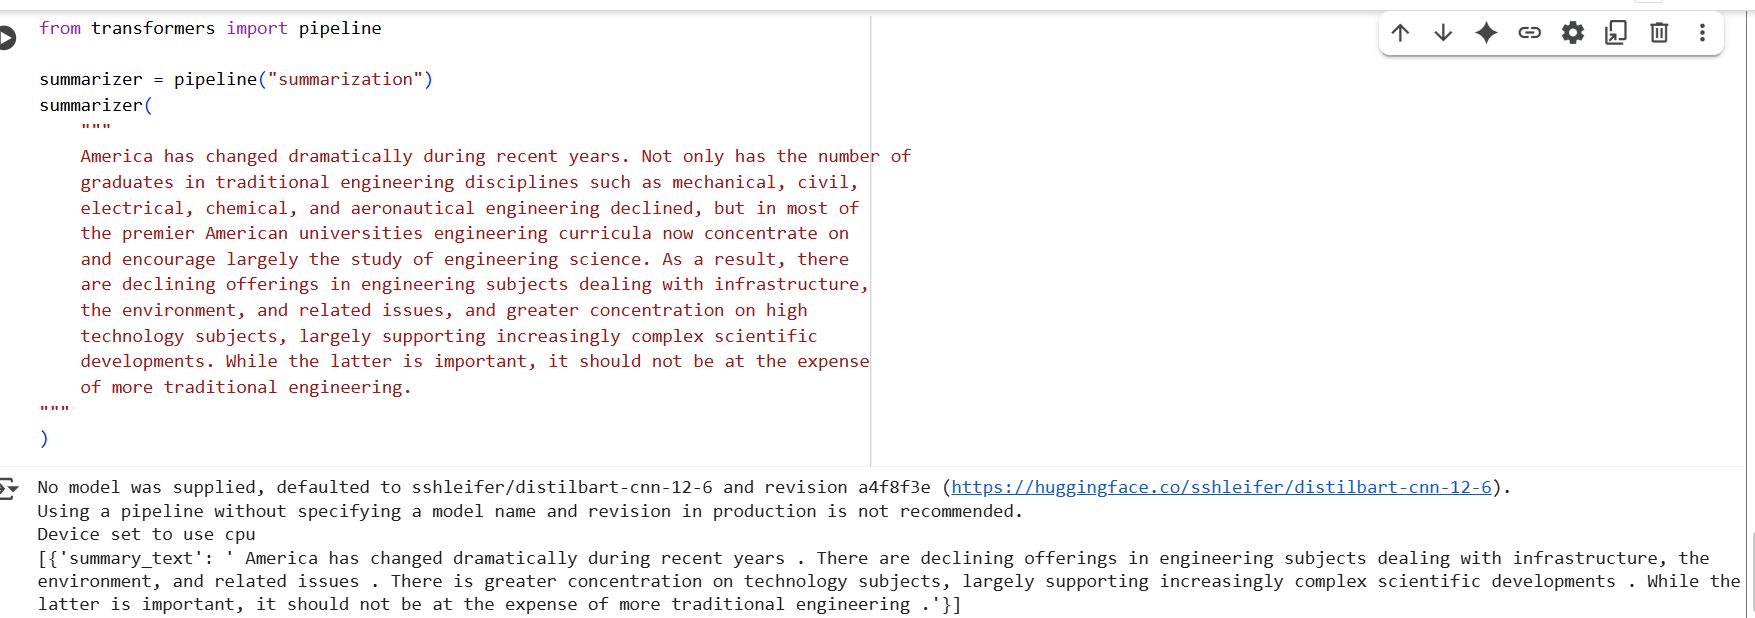 from transformers import pipeline
summarizer = pipeline("summarization")
summarizer(
"""
America has changed dramatically during recent years. Not only has the number of
graduates in traditional engineering disciplines such as mechanical, civil,
electrical, chemical, and aeronautical engineering declined, but in most of
the premier American universities engineering curricula now concentrate on
and encourage largely the study of engineering science. As a result, there
are declining offerings in engineering subjects dealing with infrastructure,
the environment, and related issues, and greater concentration on high
technology subjects, largely supporting increasingly complex scientific
developments. While the latter is important, it should not be at the expense
of more traditional engineering.
"""
)
No model was supplied, defaulted to sshleifer/distilbart-cnn-12-6 and revision a4f8f3e (https://huggingface.co/sshleifer/distilbart-cnn-12-6).
Using a pipeline without specifying a model name and revision in production is not recommended.
Device set to use cpu
[{'summary_text': ' America has changed dramatically during recent years . There are declining offerings in engineering subjects dealing with infrastructure, the
environment, and related issues . There is greater concentration on technology subjects, largely supporting increasingly complex scientific developments . While the
latter is important, it should not be at the expense of more traditional engineering .'}]